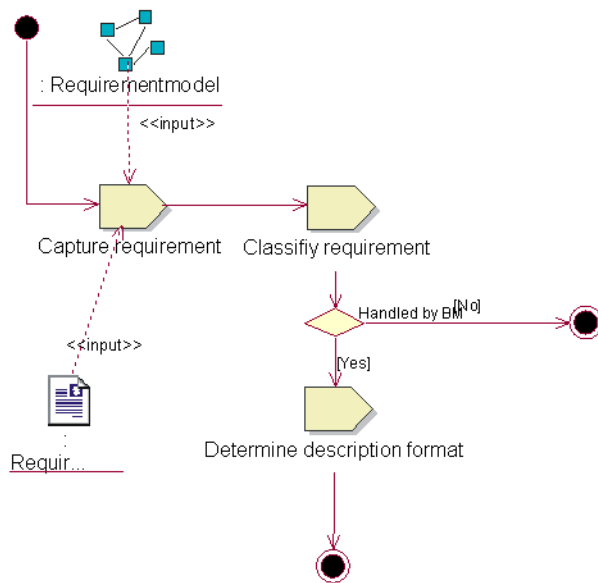 : Requirementmodel
<<input>>
Capture requirement
Classifiy requirement
Handled by BM
[No]
<<input>>
[Yes]
:
Requir...
Determine description format